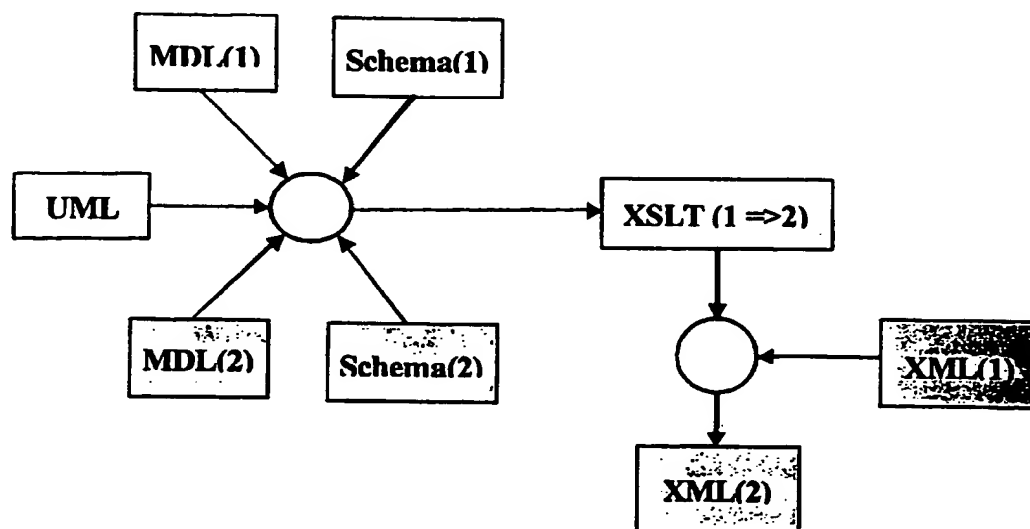 MDL(1)
Schema(1)
UML
XSLT (1 =>2)
MDL(2)
Schema(2)
XML(1)
XML(2)